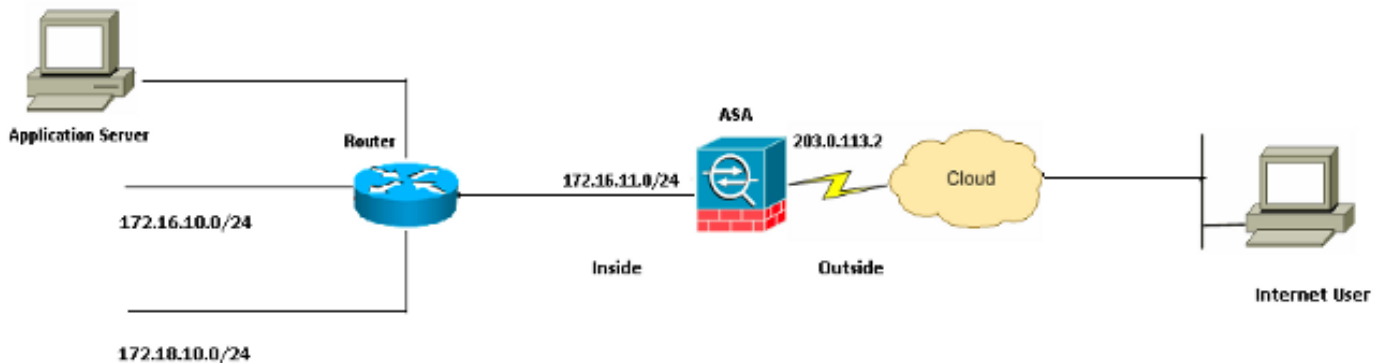 Application Server
Router
172.16.10.0/24
172.18.10.0/24
172.16.11.0/24
Inside
ASA
203.0.113.2
Outside
Cloud
Internet User